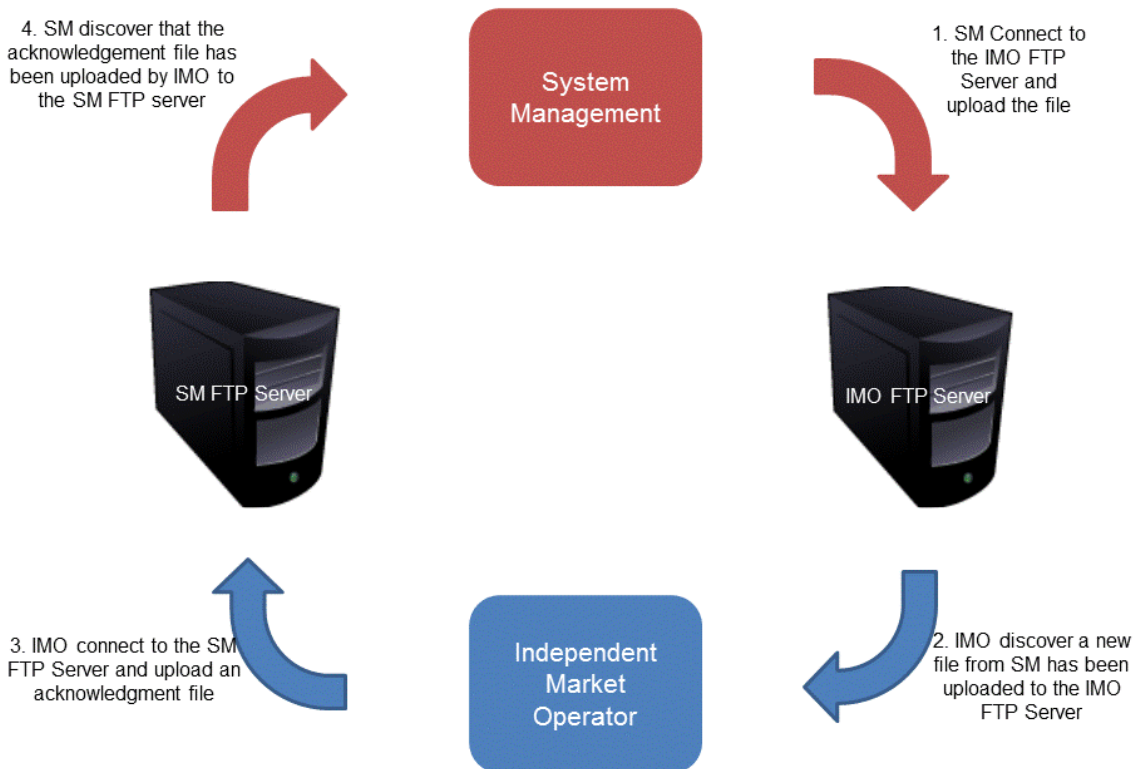 4. SM discover that the
acknowledgement file has
been uploaded by IMO to
the SM FTP server
System
Management
1. SM Connect to
the IMO FTP
Server and
upload the file
SM FTP Server
IMO FTP Server
3. IMO connect to the SM
FTP Server and upload an
acknowledgment file
Independent
Market
Operator
2. IMO discover a new
file from SM has been
uploaded to the IMO
FTP Server